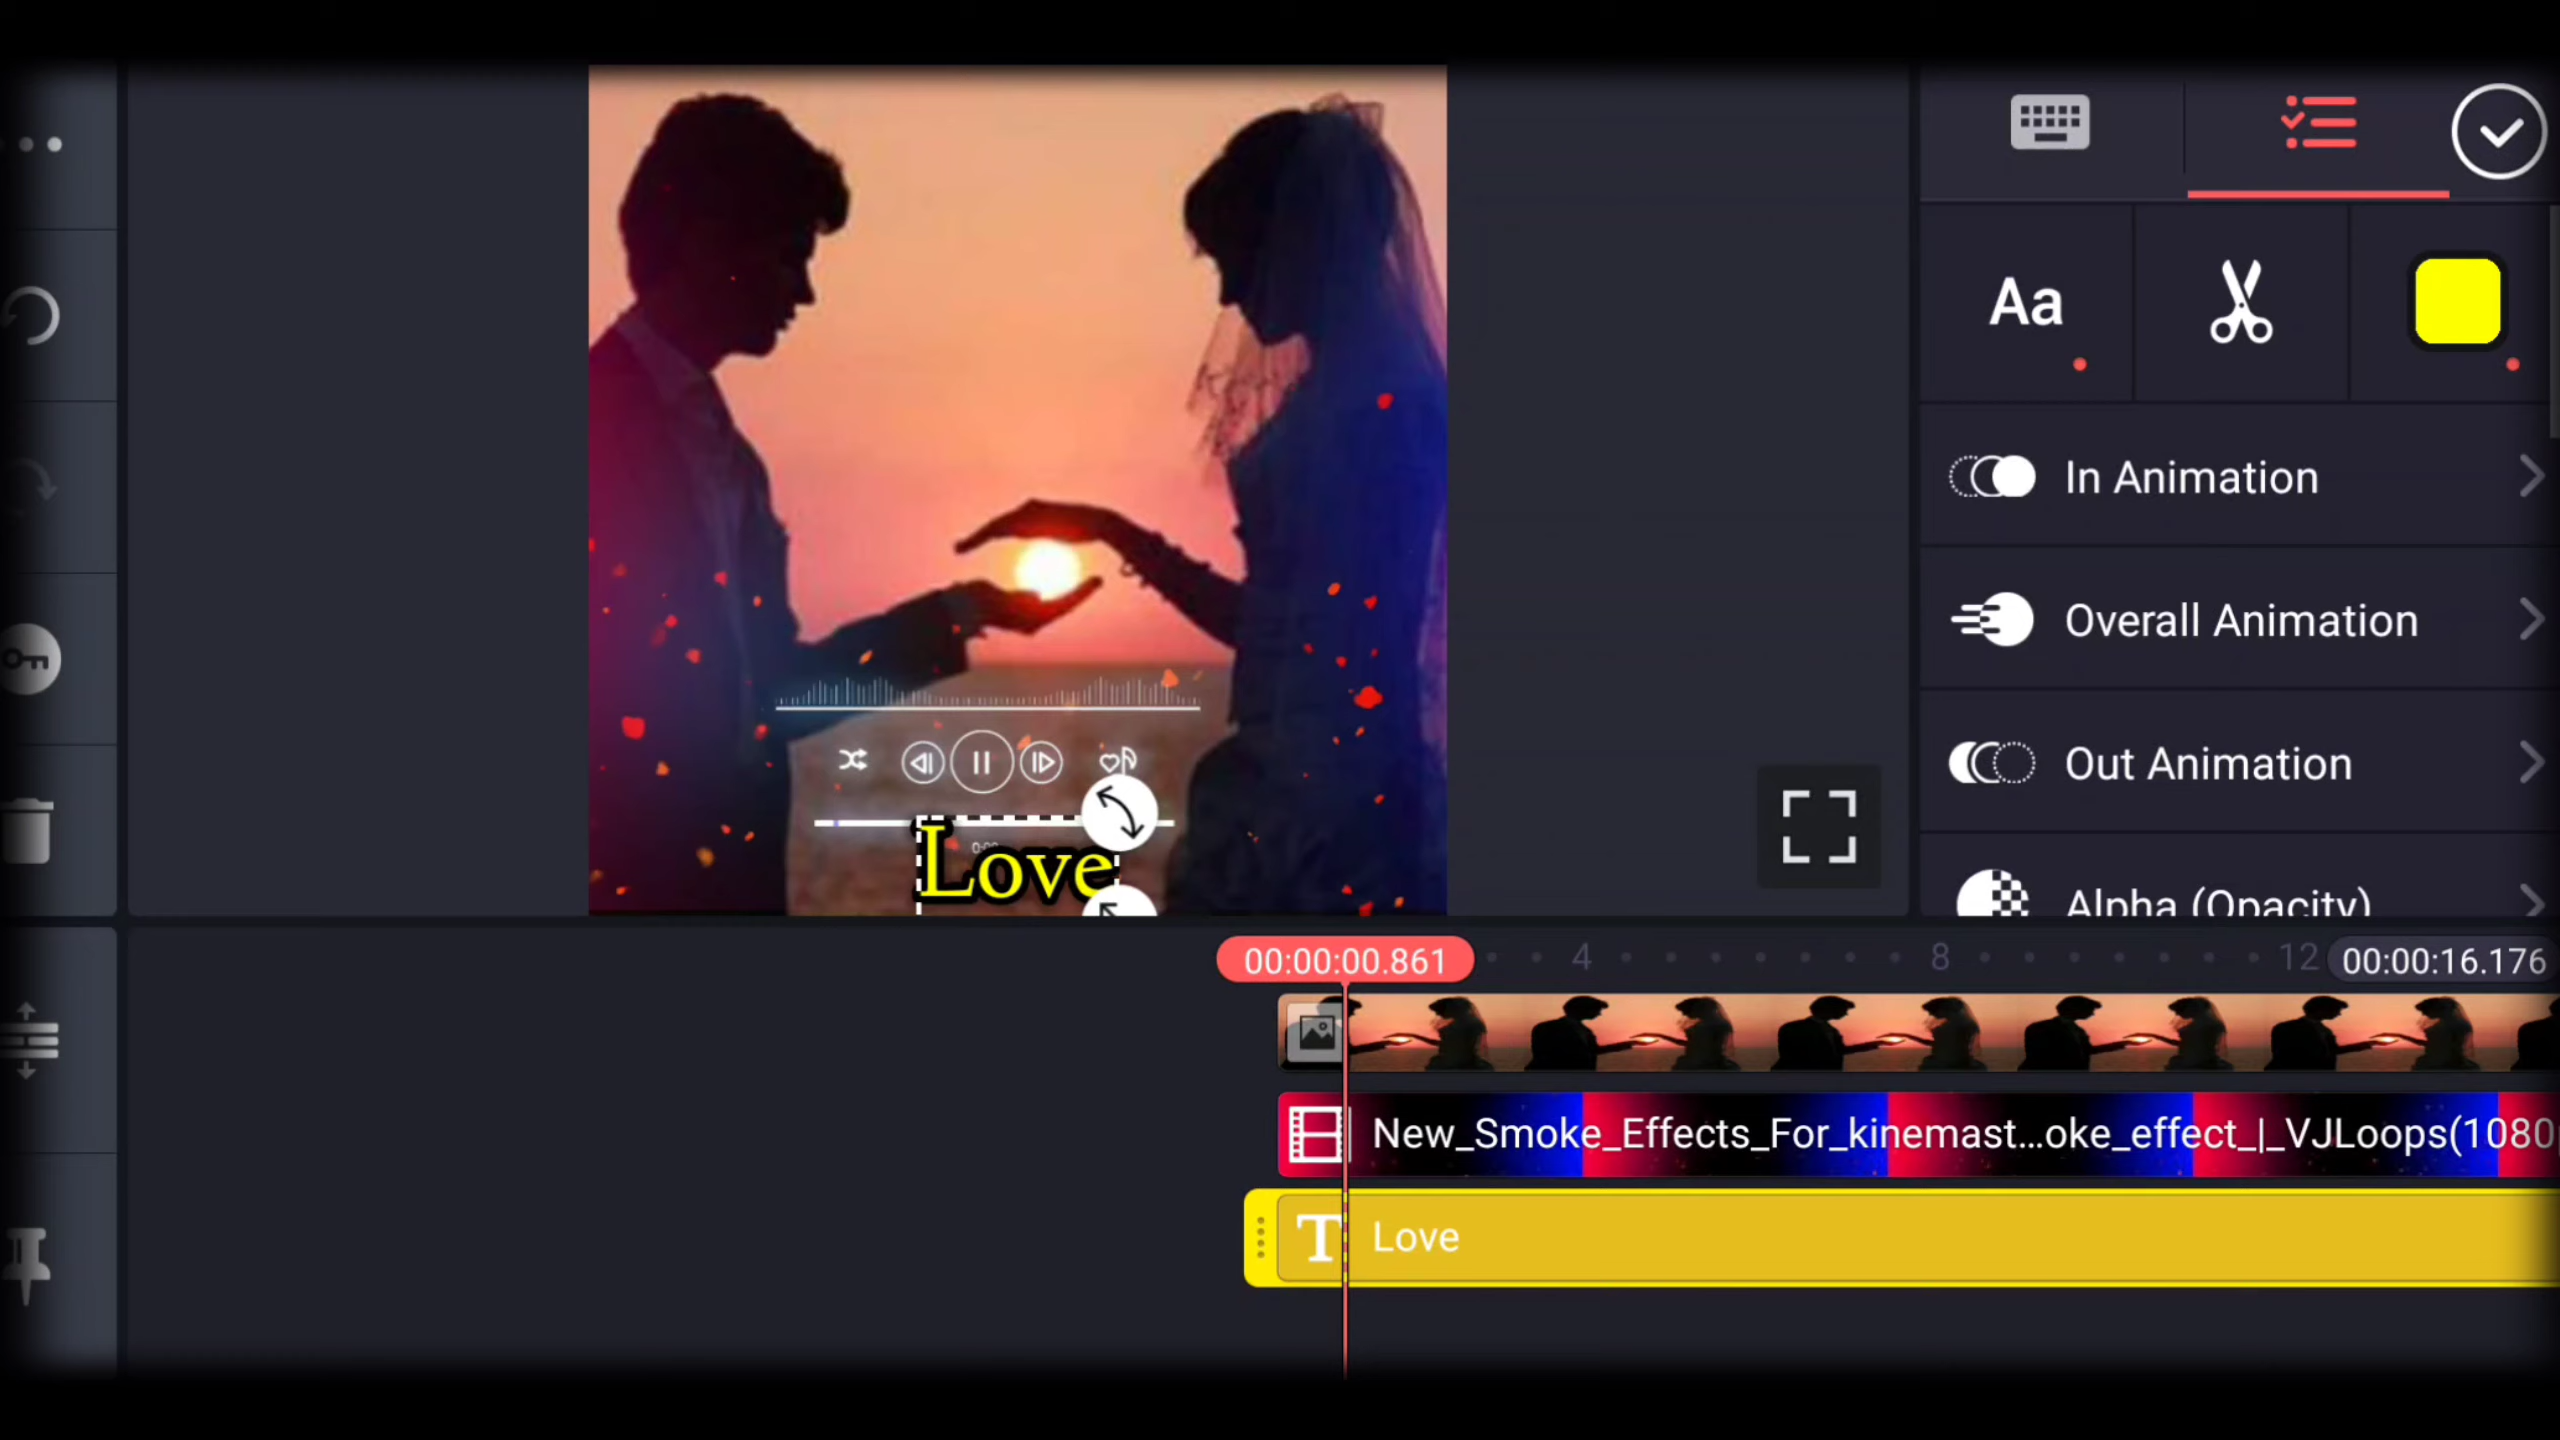 Aa
In Animation
Overall Animation
Out Animation
Alpha (Opacity)
Love
00:00:00.861
4
8
12
00:00:16.176
New_Smoke_Effects_For_kinemast...oke_effect_|_VJLoops(1080
T Love